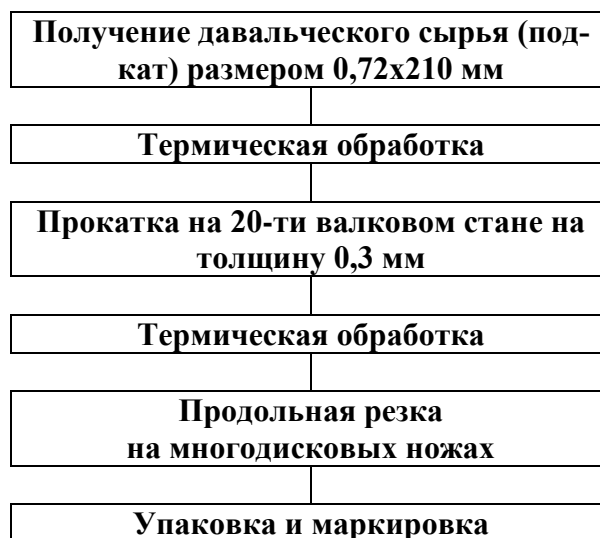 Получение давальческого сырья (под-
кат) размером 0,72х210 мм
Термическая обработка
Прокатка на 20-ти валковом стане на
толщину 0,3 мм
Термическая обработка
Продольная резка
на многодисковых ножах
Упаковка и маркировка